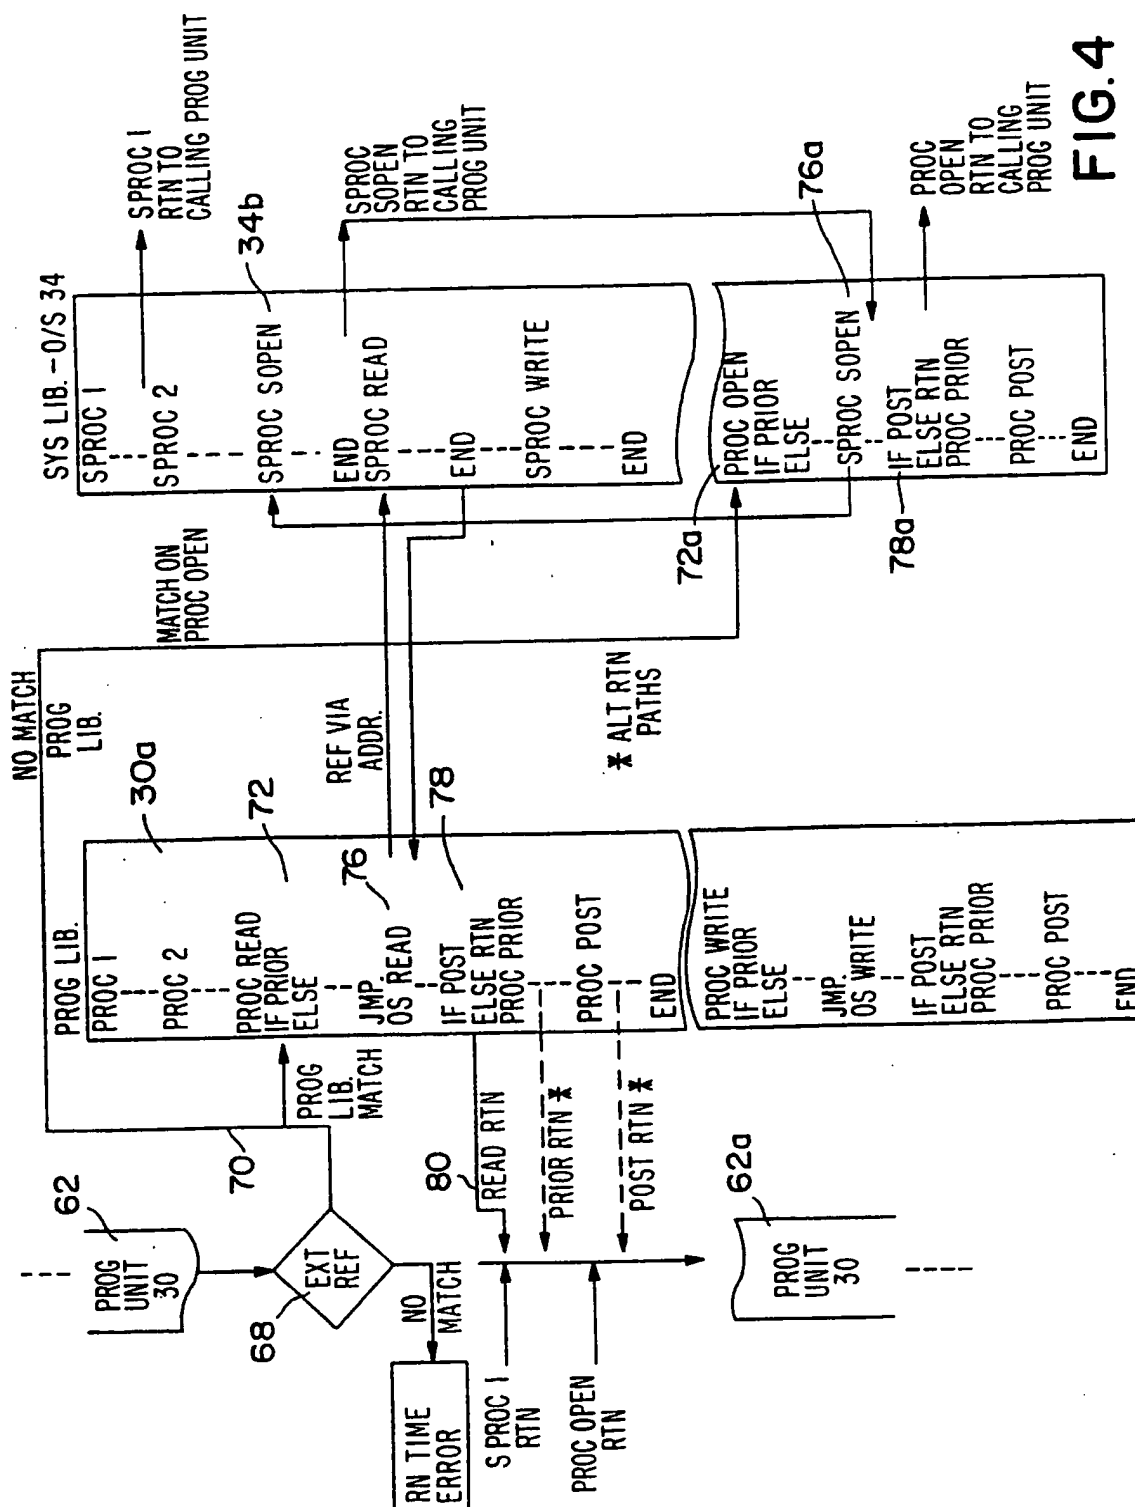 PROG
UNIT
30
62
EXT
REF
68
70
NO
MATCH
RN TIME
ERROR
S PROC 1
RTN
PROC OPEN
RTN
80
READ RTN
PRIOR RTN *
POST RTN *
62a
PROG
UNIT
30
NO MATCH
PROG
LIB.
MATCH ON
PROC OPEN
PROG
LIB.
MATCH
PROG LIB.
30a
PROC 1
PROC 2
72
PROC READ
IF PRIOR
ELSE
76
JMP.
OS READ
78
IF POST
ELSE RTN
PROC PRIOR
PROC POST
END
PROC WRITE
IF PRIOR
ELSE
JMP.
OS WRITE
IF POST
ELSE RTN
PROC PRIOR
PROC POST
END
REF VIA
ADDR.
* ALT RTN
PATHS
SYS LIB. - O/S 34
SPROC 1
SPROC 2
SPROC SOPEN
34b
END
SPROC READ
END
SPROC WRITE
END
72a
PROC OPEN
IF PRIOR
ELSE
SPROC SOPEN
76a
78a
IF POST
ELSE RTN
PROC PRIOR
PROC POST
END
SPROC 1
RTN TO
CALLING PROG UNIT
SPROC
SOPEN
RTN TO
CALLING
PROG UNIT
PROC
OPEN
RTN TO
CALLING
PROG UNIT
FIG. 4